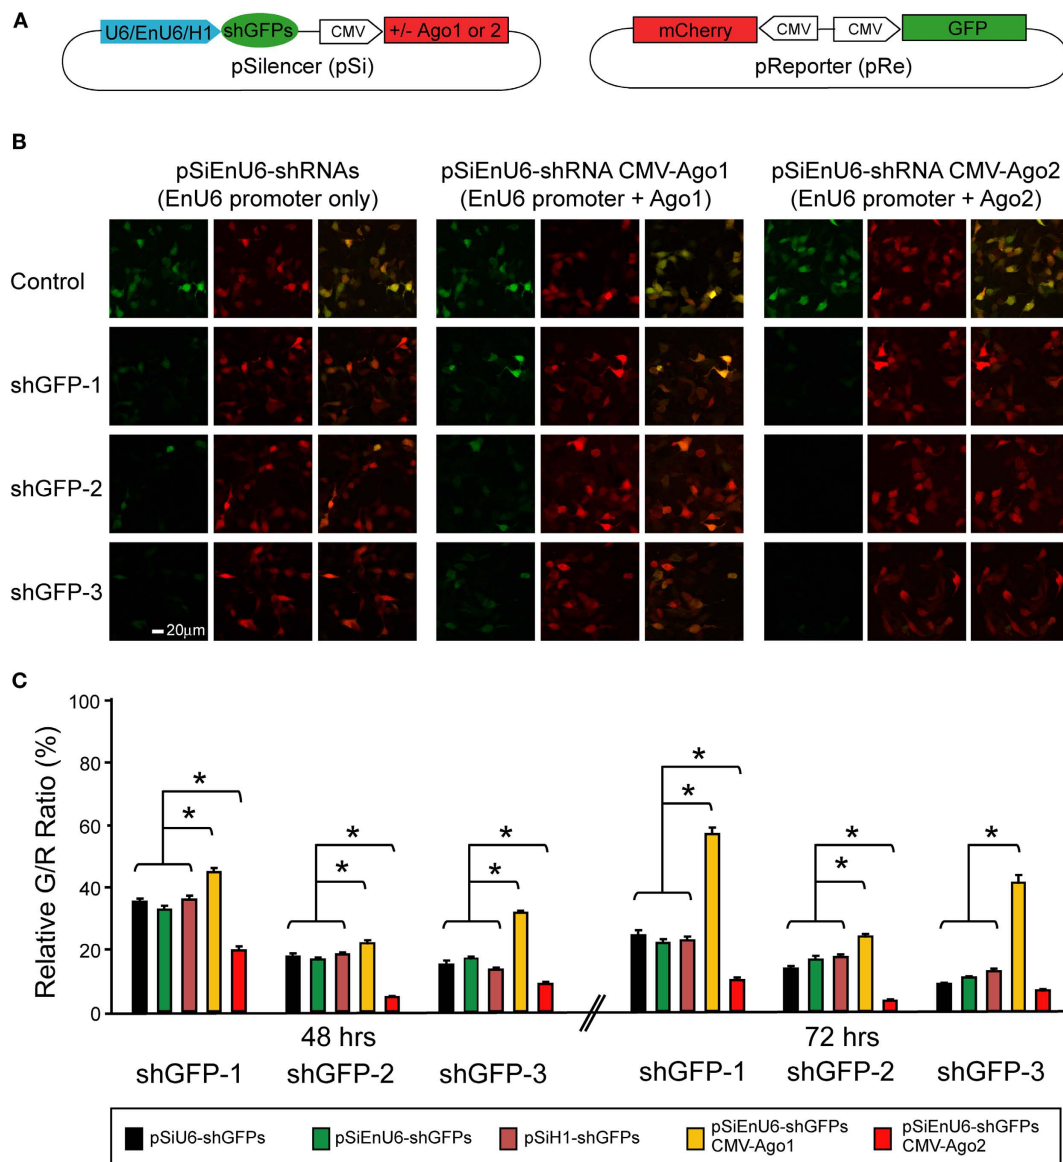 A
U6/EnU6/H1 shGFPs CMV +/- Ago1 or 2
pSilencer (pSi)
mCherry CMV CMV GFP
pReporter (pRe)
B
pSiEnU6-shRNAs
(EnU6 promoter only)
pSiEnU6-shRNA CMV-Ago1
(EnU6 promoter + Ago1)
pSiEnU6-shRNA CMV-Ago2
(EnU6 promoter + Ago2)
Control
shGFP-1
shGFP-2
shGFP-3
20μm
C
Relative G/R Ratio (%)
100
80
60
40
20
0
* * * * * * * * * * *
48 hrs
72 hrs
shGFP-1 shGFP-2 shGFP-3 shGFP-1 shGFP-2 shGFP-3
pSiU6-shGFPs
pSiEnU6-shGFPs
pSiH1-shGFPs
pSiEnU6-shGFPs
CMV-Ago1
pSiEnU6-shGFPs
CMV-Ago2